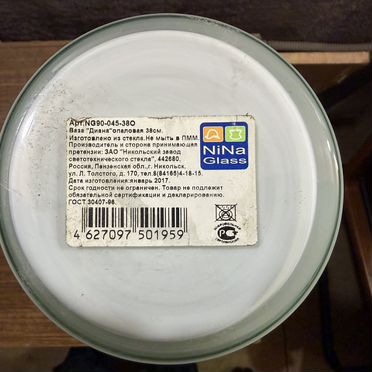 Арт.NG90-045-38О
Ваза "Диана"опаловая 38см.
Изготовлено из стекла.Не мыть в ПММ.
Производитель и сторона принимающая
претензии: ЗАО "Никольский завод
светотехнического стекла", 442680,
Россия, Пензенская обл.,г.Никольск,
ул. Л. Толстого, д. 170, тел.8(84165)4-18-15.
Дата изготовления:январь 2017.
Срок годности не ограничен. Товар не подлежит
обязательной сертификации и декларированию.
ГОСТ 30407-96.
NiNa
Glass
4 627097 501959